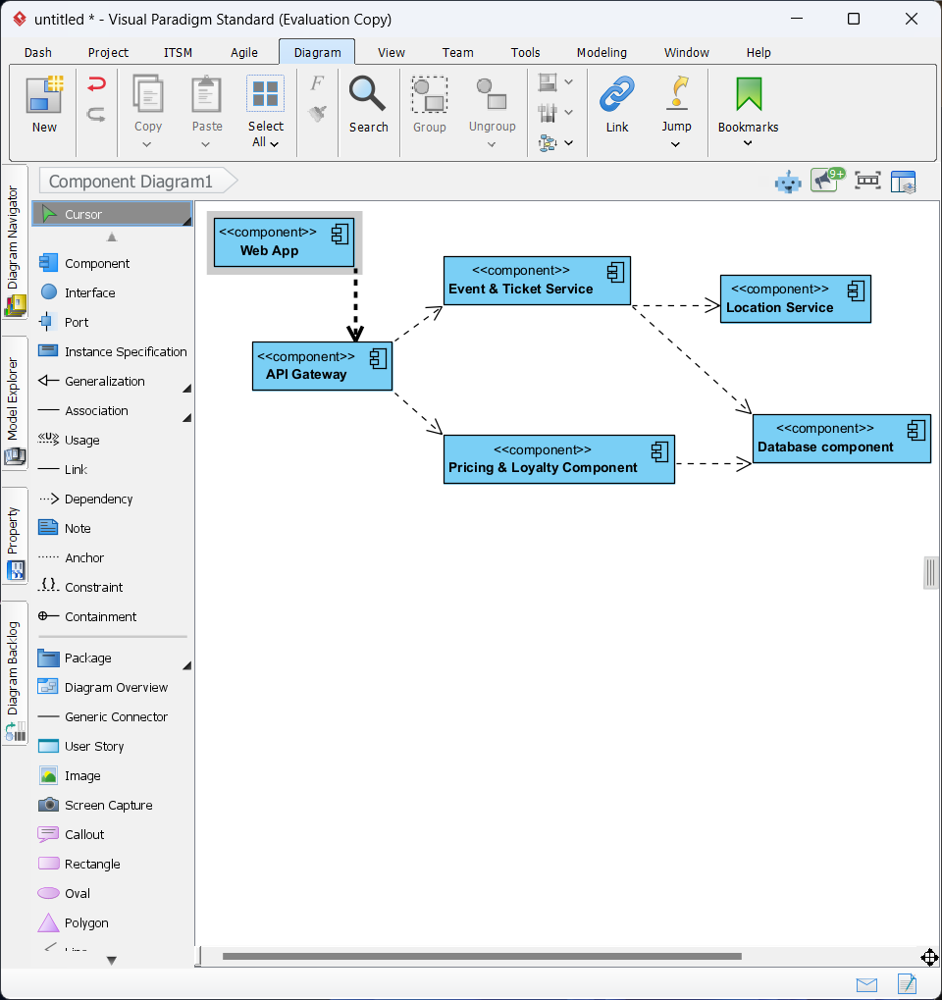 untitled * - Visual Paradigm Standard (Evaluation Copy)
Dash Project ITSM Agile Diagram View Team Tools Modeling Window Help
New Copy Paste Select All F Search Group Ungroup Link Jump Bookmarks
Component Diagram1
9+
Diagram Navigator
Model Explorer
Property
Diagram Backlog
Cursor
Component
Interface
Port
Instance Specification
Generalization
Association
«U»
Usage
Link
Dependency
Note
Anchor
{}
Constraint
Containment
Package
Diagram Overview
Generic Connector
User Story
Image
Screen Capture
Callout
Rectangle
Oval
Polygon
<<component>>
Web App
<<component>>
Event & Ticket Service
<<component>>
Location Service
<<component>>
API Gateway
<<component>>
Database component
<<component>>
Pricing & Loyalty Component